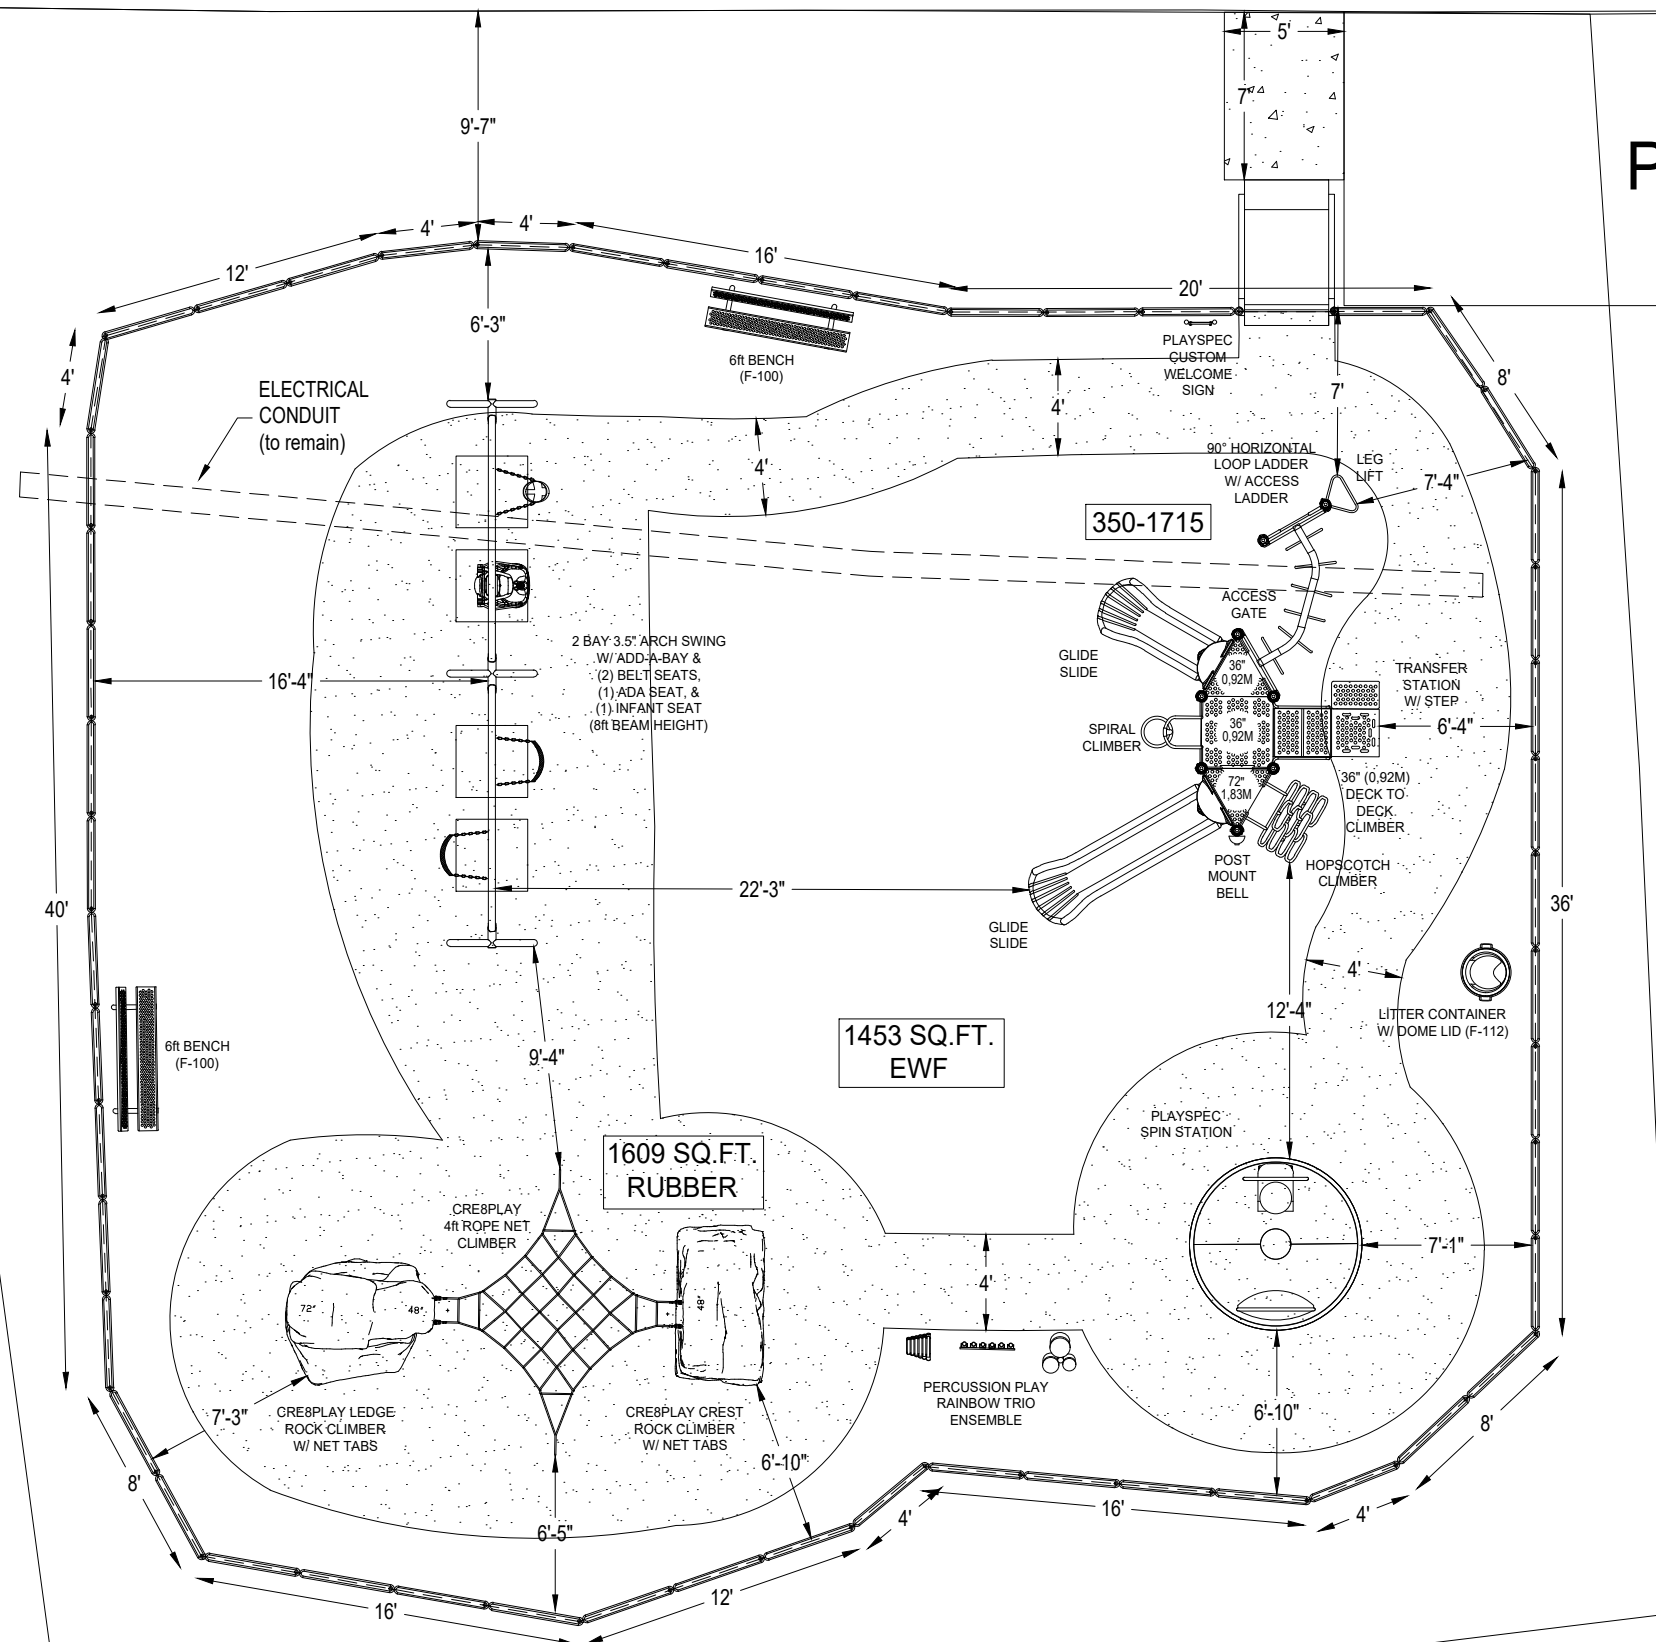 5'
7'
P
9'-7"
4'
4'
12'
16'
20'
6'-3"
4'
8'
6ft BENCH
(F-100)
PLAYSPEC
CUSTOM
WELCOME
SIGN
7'
4'
4'
ELECTRICAL
CONDUIT
(to remain)
90° HORIZONTAL
LOOP LADDER
W/ ACCESS
LADDER
LEG
LIFT
7'-4"
350-1715
ACCESS
GATE
GLIDE
SLIDE
2 BAY 3.5" ARCH SWING
W/ ADD-A-BAY &
(2) BELT SEATS,
(1) ADA SEAT, &
(1) INFANT SEAT
(8ft BEAM HEIGHT)
16'-4"
36"
0,92M
36"
0,92M
72"
1,83M
TRANSFER
STATION
W/ STEP
6'-4"
SPIRAL
CLIMBER
36" (0,92M)
DECK TO
DECK
CLIMBER
POST
MOUNT
BELL
HOPSCOTCH
CLIMBER
22'-3"
GLIDE
SLIDE
40'
36'
4'
12'-4"
LITTER CONTAINER
W/ DOME LID (F-112)
6ft BENCH
(F-100)
9'-4"
1453 SQ.FT.
EWF
PLAYSPEC
SPIN STATION
1609 SQ.FT.
RUBBER
CRE8PLAY
4ft ROPE NET
CLIMBER
7'-1"
4'
72"
48"
48"
PERCUSSION PLAY
RAINBOW TRIO
ENSEMBLE
CRE8PLAY LEDGE
ROCK CLIMBER
W/ NET TABS
CRE8PLAY CREST
ROCK CLIMBER
W/ NET TABS
7'-3"
6'-10"
6'-10"
8'
8'
6'-5"
4'
16'
4'
16'
12'